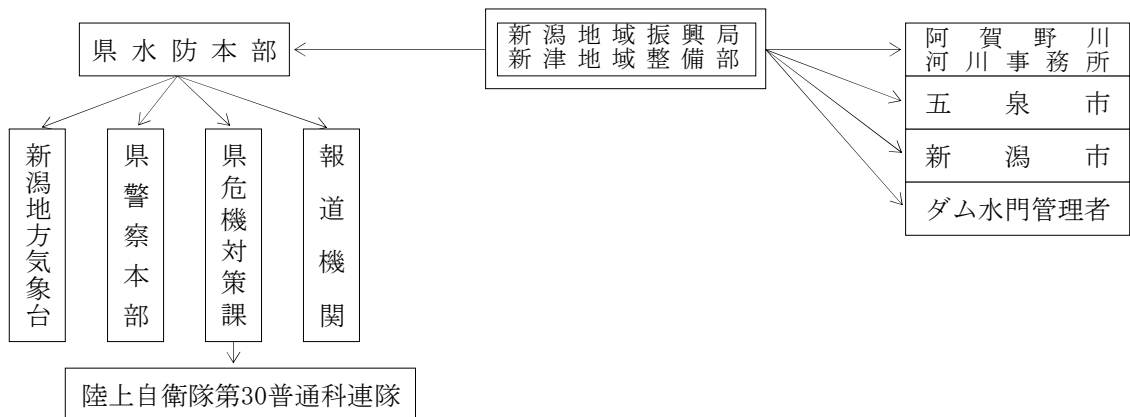 県水防本部
新潟地域振興局
新津地域整備部
阿賀野川
河川事務所
五泉市
新潟市
ダム水門管理者
新潟地方気象台
県警察本部
県危機対策課
報道機関
陸上自衛隊第30普通科連隊